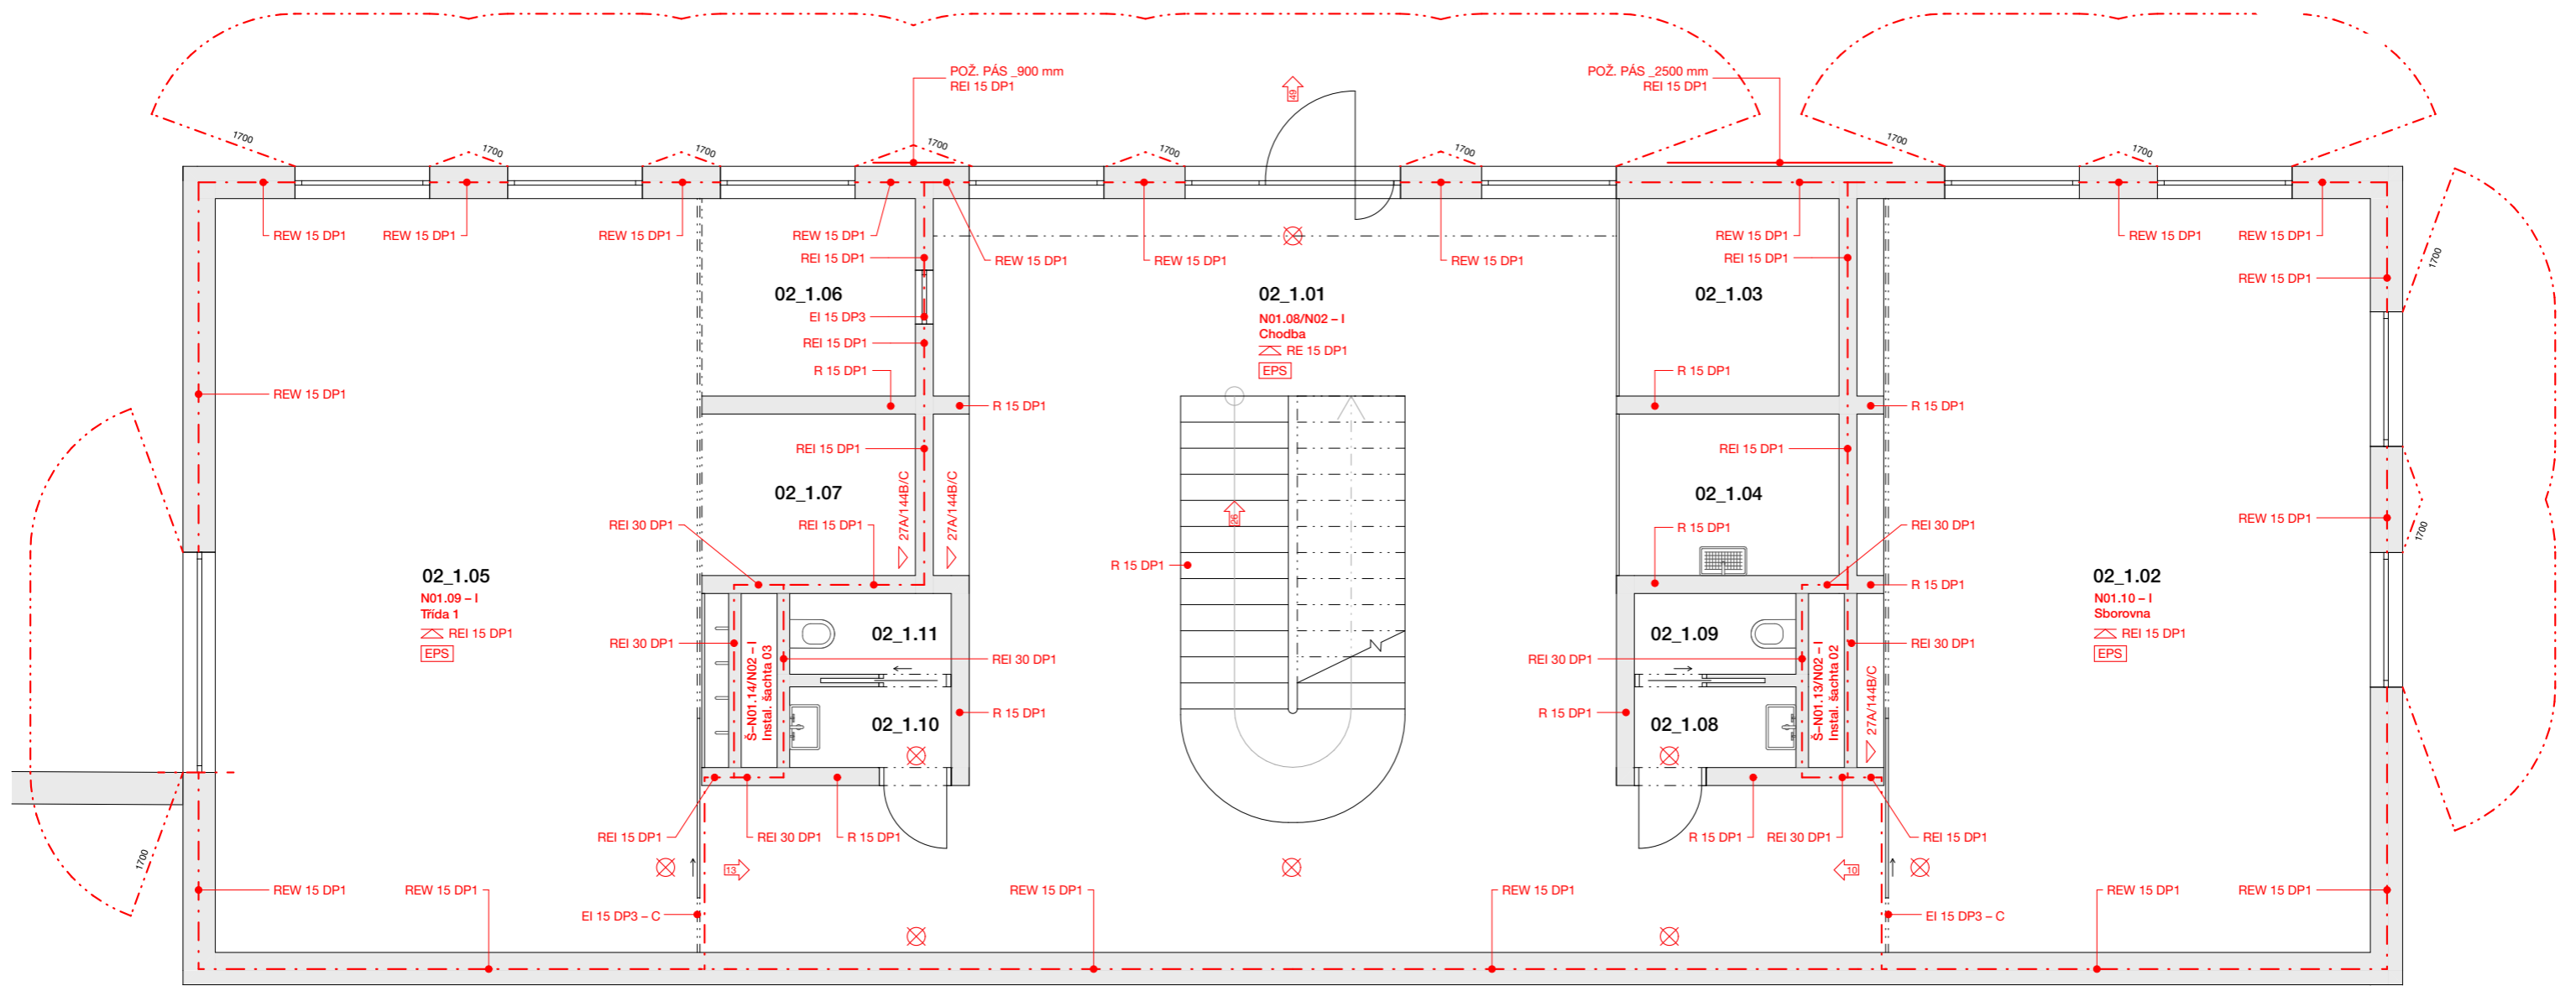 POŽ. PÁS _900 mm
REI 15 DP1
POŽ. PÁS _2500 mm
REI 15 DP1
49
1700
1700
1700
1700
1700
1700
REW 15 DP1
REW 15 DP1
REW 15 DP1
REW 15 DP1
REI 15 DP1
REW 15 DP1
REW 15 DP1
REW 15 DP1
REW 15 DP1
REI 15 DP1
REW 15 DP1
REW 15 DP1
REW 15 DP1
1700
02_1.06
EI 15 DP3
REI 15 DP1
R 15 DP1
R 15 DP1
02_1.01
N01.08/N02 – I
Chodba
RE 15 DP1
EPS
02_1.03
R 15 DP1
R 15 DP1
REW 15 DP1
REI 15 DP1
02_1.07
REI 15 DP1
REI 30 DP1
27A/144B/C
27A/144B/C
26
R 15 DP1
REI 15 DP1
02_1.04
R 15 DP1
REI 30 DP1
R 15 DP1
REW 15 DP1
1700
02_1.05
N01.09 – I
Třída 1
REI 15 DP1
EPS
REI 30 DP1
Š–N01.14/N02 – I
Instal. šachta 03
02_1.11
REI 30 DP1
R 15 DP1
02_1.10
REI 30 DP1
02_1.09
R 15 DP1
02_1.08
Š–N01.13/N02 – I
Instal. šachta 02
27A/144B/C
REI 30 DP1
02_1.02
N01.10 – I
Sborovna
REI 15 DP1
EPS
1700
REI 15 DP1
REI 30 DP1
R 15 DP1
R 15 DP1
REI 30 DP1
REI 15 DP1
13
10
REW 15 DP1
REW 15 DP1
EI 15 DP3 – C
REW 15 DP1
REW 15 DP1
EI 15 DP3 – C
REW 15 DP1
REW 15 DP1